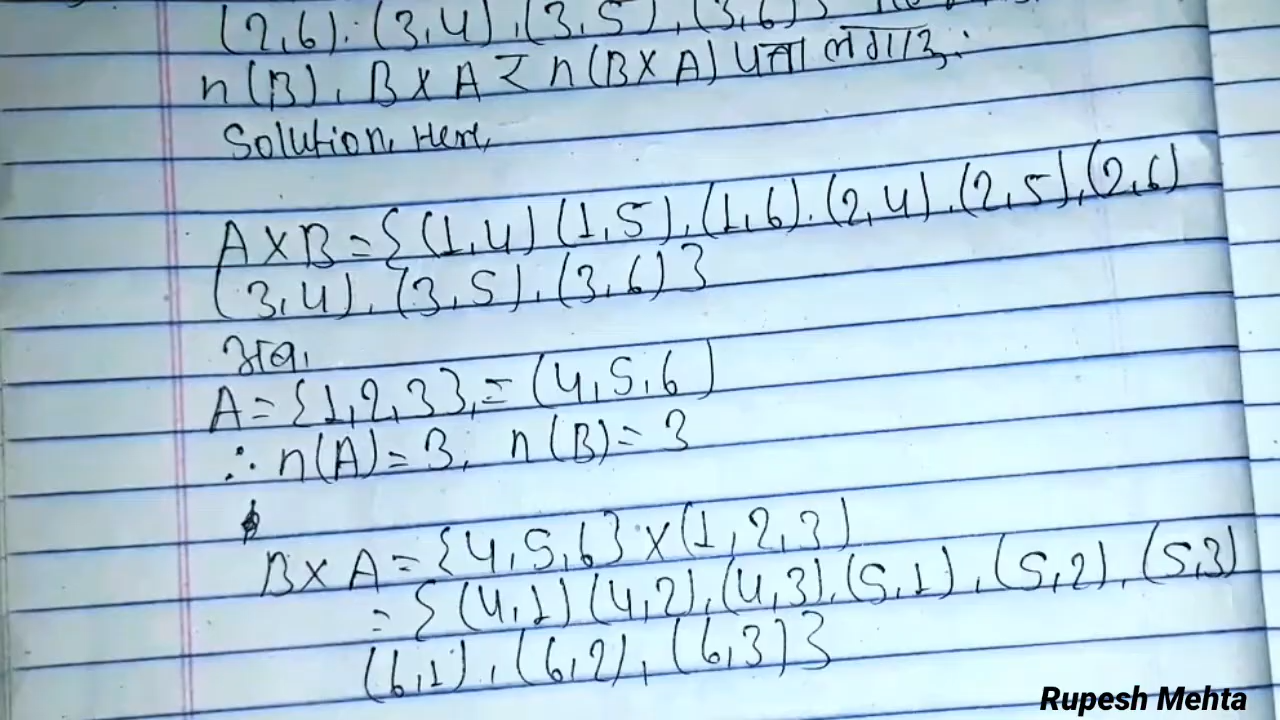 (2,6). (3,4), (3,5), (3,6)}
n(B), B×A र n(B×A) पत्ता लगाउ:
Solution, Here,
A×B={(1,4) (1,5), (1,6). (2,4), (2,5), (2,6)
(3,4), (3,5), (3,6)}
अब,
A={1,2,3},=(4,5,6)
∴ n(A)=3, n(B)=3
B×A={4,5,6}×(1,2,3)
={(4,1) (4,2), (4,3), (5,1), (5,2), (5,3)
(6,1), (6,2), (6,3)}
Rupesh Mehta